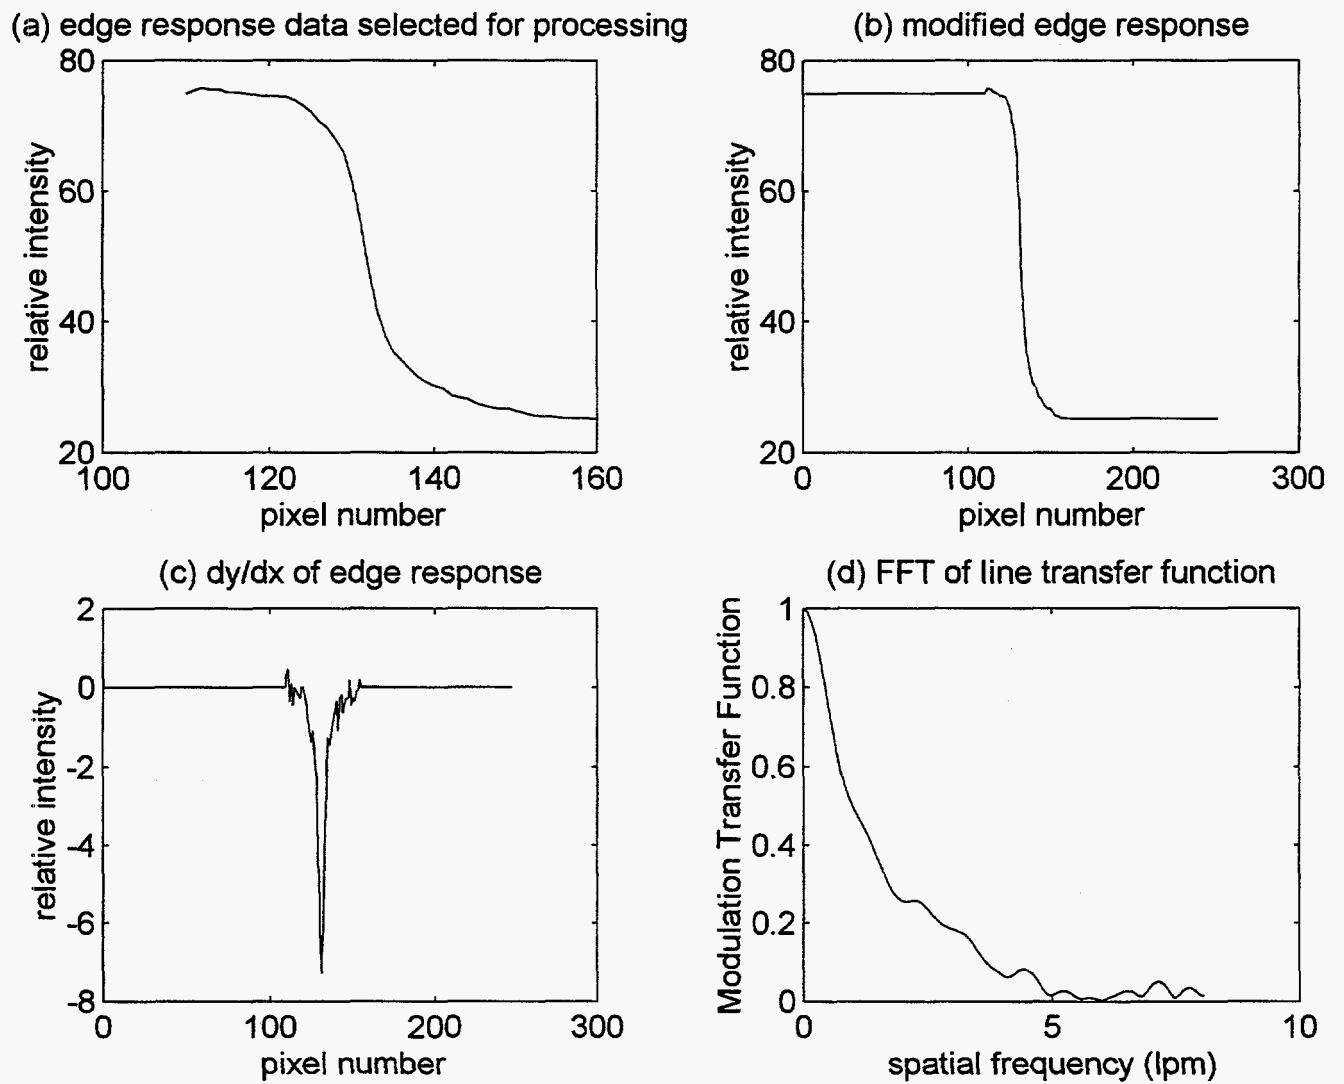 (a) edge response data selected for processing
80
60
40
20
100
120
140
160
relative intensity
pixel number
(b) modified edge response
80
60
40
20
0
100
200
300
relative intensity
pixel number
(c) dy/dx of edge response
2
0
-2
-4
-6
-8
0
100
200
300
relative intensity
pixel number
(d) FFT of line transfer function
1
0.8
0.6
0.4
0.2
0
0
5
10
Modulation Transfer Function
spatial frequency (lpm)